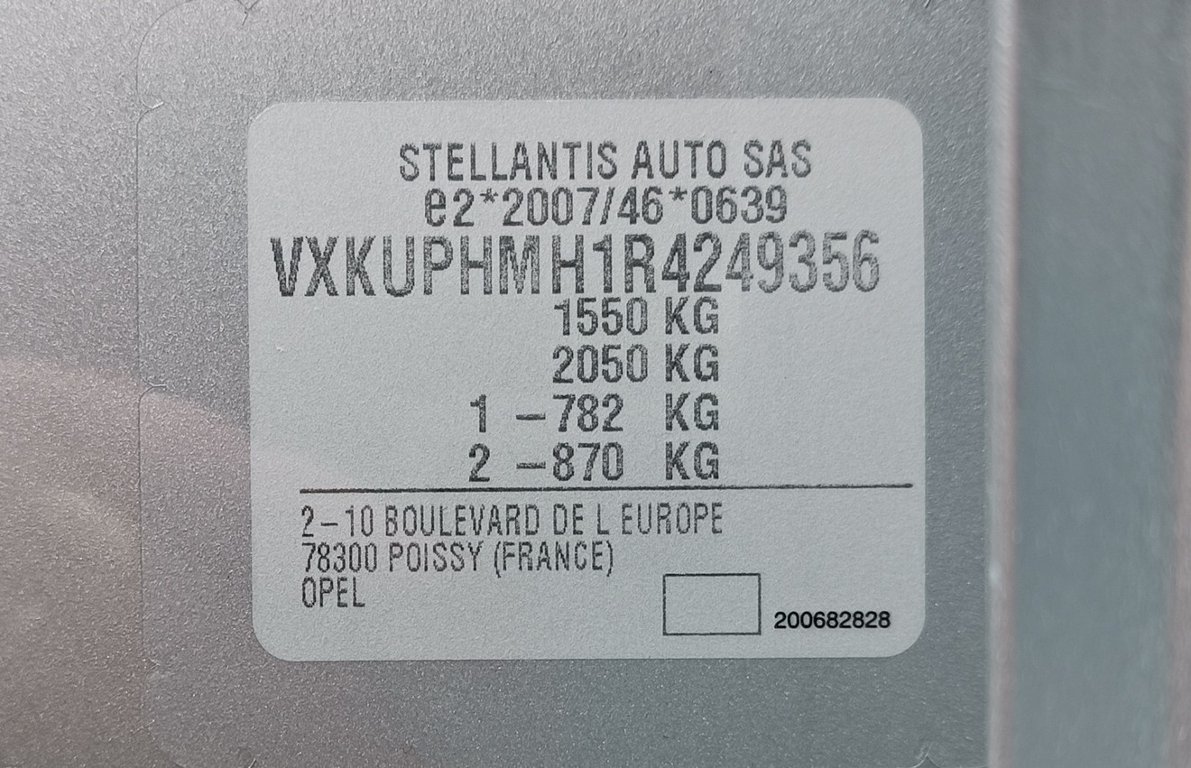 STELLANTIS AUTO SAS
e2*2007/46*0639
VXKUPHMH1R4249356
1550 KG
2050 KG
1 -782 KG
2 -870 KG
2-10 BOULEVARD DE L EUROPE
78300 POISSY (FRANCE)
OPEL
200682828